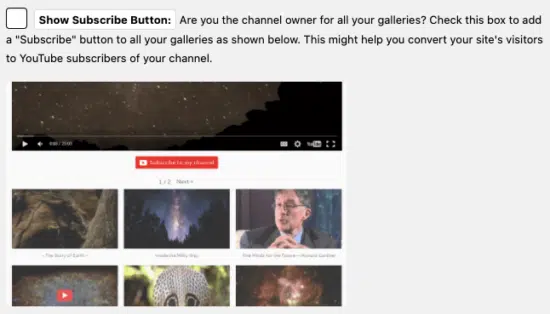 Show Subscribe Button: Are you the channel owner for all your galleries? Check this box to add
a "Subscribe" button to all your galleries as shown below. This might help you convert your site's visitors
to YouTube subscribers of your channel.
0:00 / 20:00
YouTube
Subscribe to my channel
1 / 2 Next »
- The Story of Earth -
Yosemite Milky Way
Five Minds for the Future - Howard Gardner